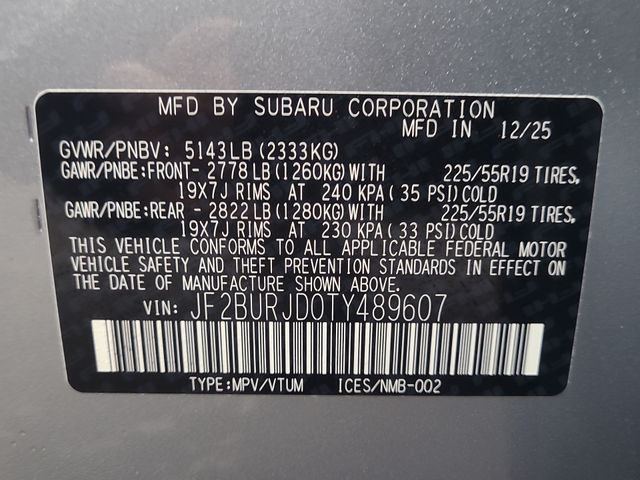 MFD BY SUBARU CORPORATION
MFD IN 12/25
GVWR/PNBV: 5143LB (2333KG)
GAWR/PNBE:FRONT- 2778LB (1260KG)WITH 225/55R19 TIRES,
19X7J RIMS AT 240 KPA (35 PSI)COLD
GAWR/PNBE:REAR - 2822LB (1280KG)WITH 225/55R19 TIRES,
19X7J RIMS AT 230 KPA (33 PSI)COLD
THIS VEHICLE CONFORMS TO ALL APPLICABLE FEDERAL MOTOR
VEHICLE SAFETY AND THEFT PREVENTION STANDARDS IN EFFECT ON
THE DATE OF MANUFACTURE SHOWN ABOVE.
VIN: JF2BURJD0TY489607
TYPE:MPV/VTUM ICES/NMB-002